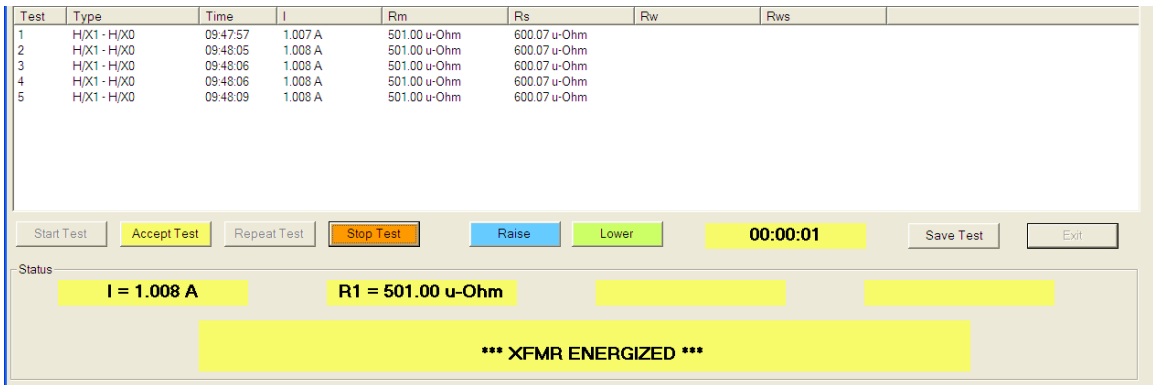 Test Type Time I Rm Rs Rw Rws
1 H/X1 - H/X0 09:47:57 1.007 A 501.00 u-Ohm 600.07 u-Ohm
2 H/X1 - H/X0 09:48:05 1.008 A 501.00 u-Ohm 600.07 u-Ohm
3 H/X1 - H/X0 09:48:06 1.008 A 501.00 u-Ohm 600.07 u-Ohm
4 H/X1 - H/X0 09:48:06 1.008 A 501.00 u-Ohm 600.07 u-Ohm
5 H/X1 - H/X0 09:48:09 1.008 A 501.00 u-Ohm 600.07 u-Ohm
Start Test Accept Test Repeat Test Stop Test Raise Lower 00:00:01 Save Test Exit
Status
I = 1.008 A R1 = 501.00 u-Ohm
*** XFMR ENERGIZED ***